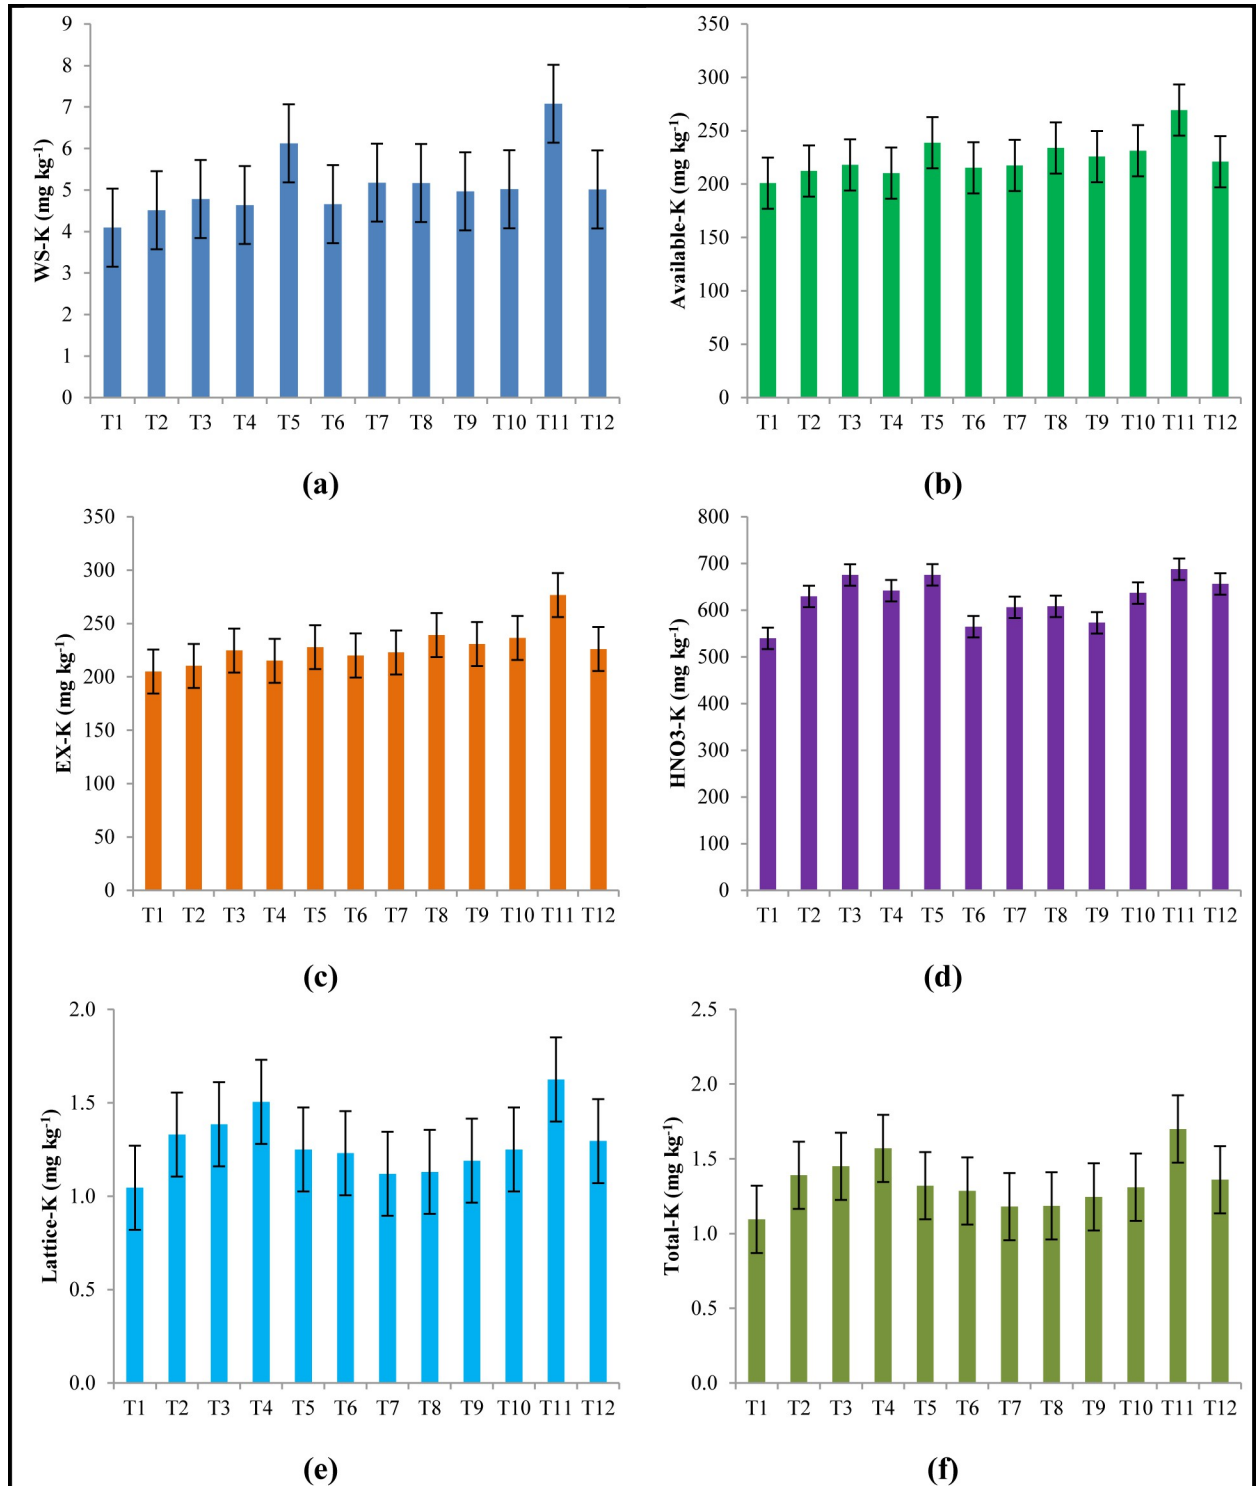 9
8
7
6
5
4
3
2
1
0
WS-K (mg kg-1)
T1 T2 T3 T4 T5 T6 T7 T8 T9 T10 T11 T12
(a)
350
300
250
200
150
100
50
0
Available-K (mg kg-1)
T1 T2 T3 T4 T5 T6 T7 T8 T9 T10 T11 T12
(b)
350
300
250
200
150
100
50
0
EX-K (mg kg-1)
T1 T2 T3 T4 T5 T6 T7 T8 T9 T10 T11 T12
(c)
800
700
600
500
400
300
200
100
0
HNO3-K (mg kg-1)
T1 T2 T3 T4 T5 T6 T7 T8 T9 T10 T11 T12
(d)
2.0
1.5
1.0
0.5
0.0
Lattice-K (mg kg-1)
T1 T2 T3 T4 T5 T6 T7 T8 T9 T10 T11 T12
(e)
2.5
2.0
1.5
1.0
0.5
0.0
Total-K (mg kg-1)
T1 T2 T3 T4 T5 T6 T7 T8 T9 T10 T11 T12
(f)